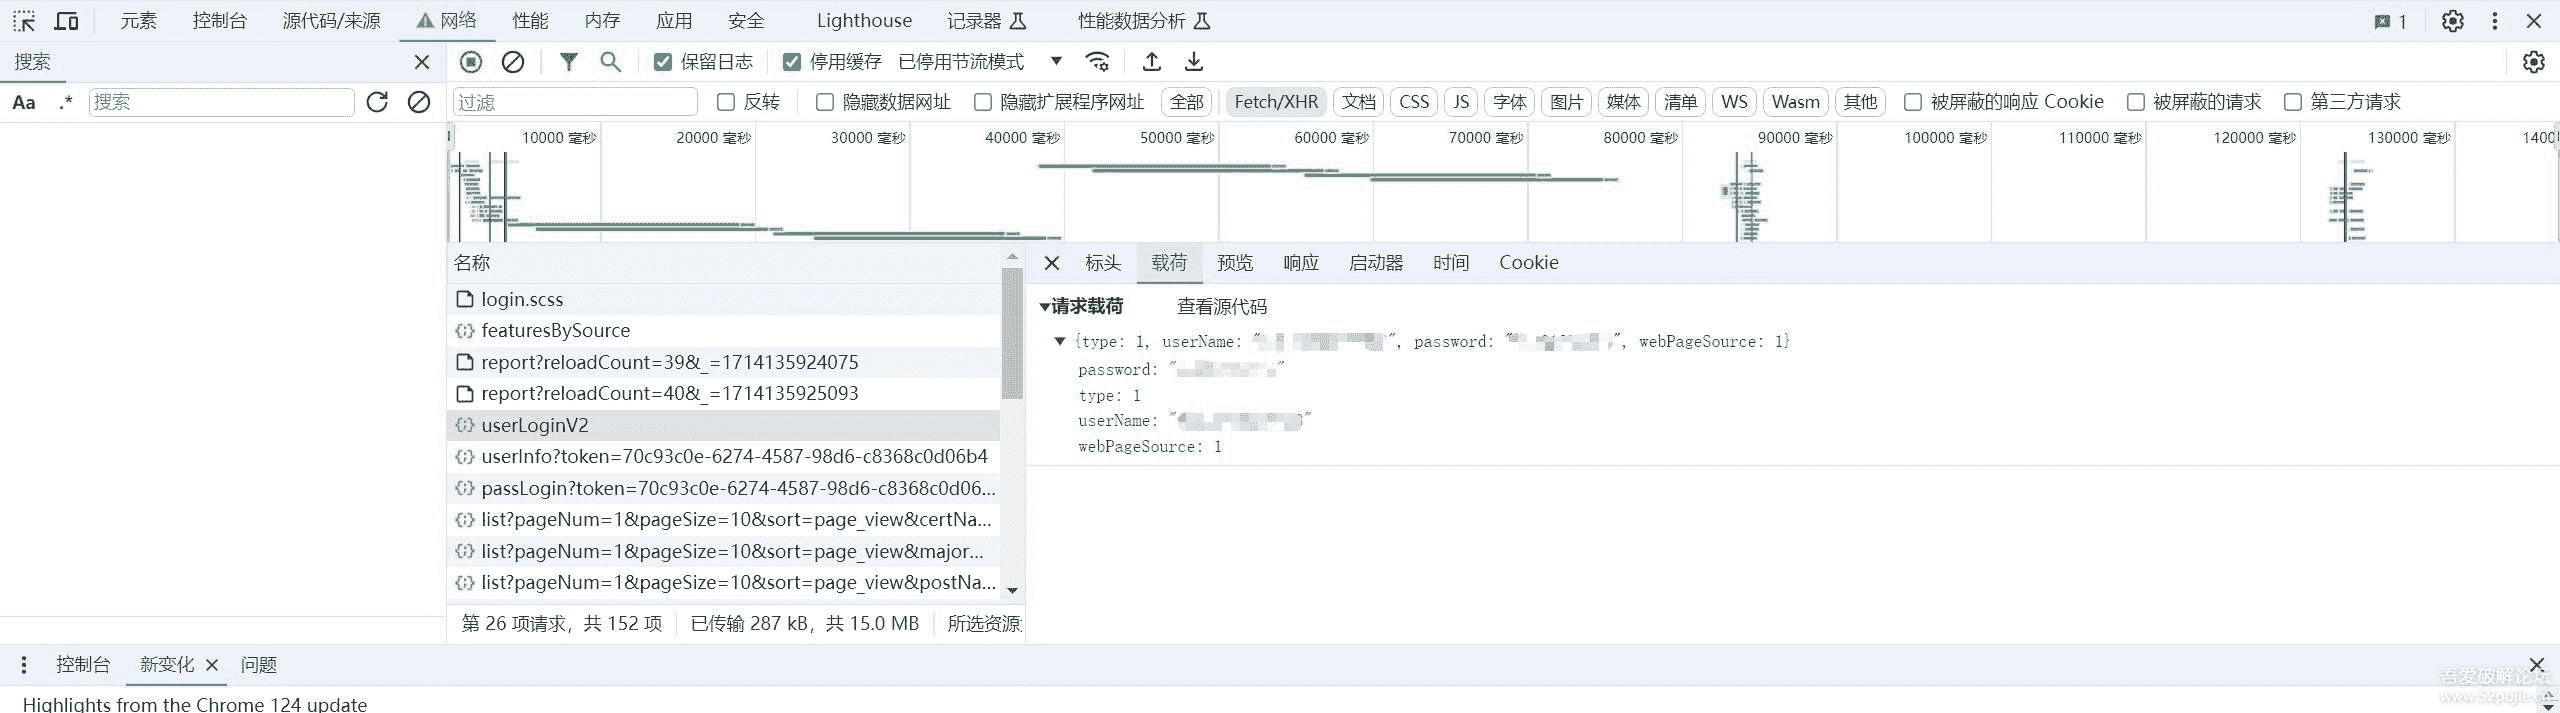 元素 控制台 源代码/来源 网络 性能 内存 应用 安全 Lighthouse 记录器 性能数据分析 1
搜索
保留日志 停用缓存 已停用节流模式
Aa .* 搜索
过滤 反转 隐藏数据网址 隐藏扩展程序网址 全部 Fetch/XHR 文档 CSS JS 字体 图片 媒体 清单 WS Wasm 其他 被屏蔽的响应 Cookie 被屏蔽的请求 第三方请求
10000 毫秒 20000 毫秒 30000 毫秒 40000 毫秒 50000 毫秒 60000 毫秒 70000 毫秒 80000 毫秒 90000 毫秒 100000 毫秒 110000 毫秒 120000 毫秒 130000 毫秒 1400
名称
login.scss
featuresBySource
report?reloadCount=39&_=1714135924075
report?reloadCount=40&_=1714135925093
userLoginV2
userInfo?token=70c93c0e-6274-4587-98d6-c8368c0d06b4
passLogin?token=70c93c0e-6274-4587-98d6-c8368c0d06...
list?pageNum=1&pageSize=10&sort=page_view&certNa...
list?pageNum=1&pageSize=10&sort=page_view&major...
list?pageNum=1&pageSize=10&sort=page_view&postNa...
第 26 项请求，共 152 项 已传输 287 kB，共 15.0 MB 所选资源
标头 载荷 预览 响应 启动器 时间 Cookie
请求载荷 查看源代码
{type: 1, userName: "", password: "", webPageSource: 1}
password: ""
type: 1
userName: ""
webPageSource: 1
控制台 新变化 问题
Highlights from the Chrome 124 update
吾爱破解论坛
www.52pojie.cn